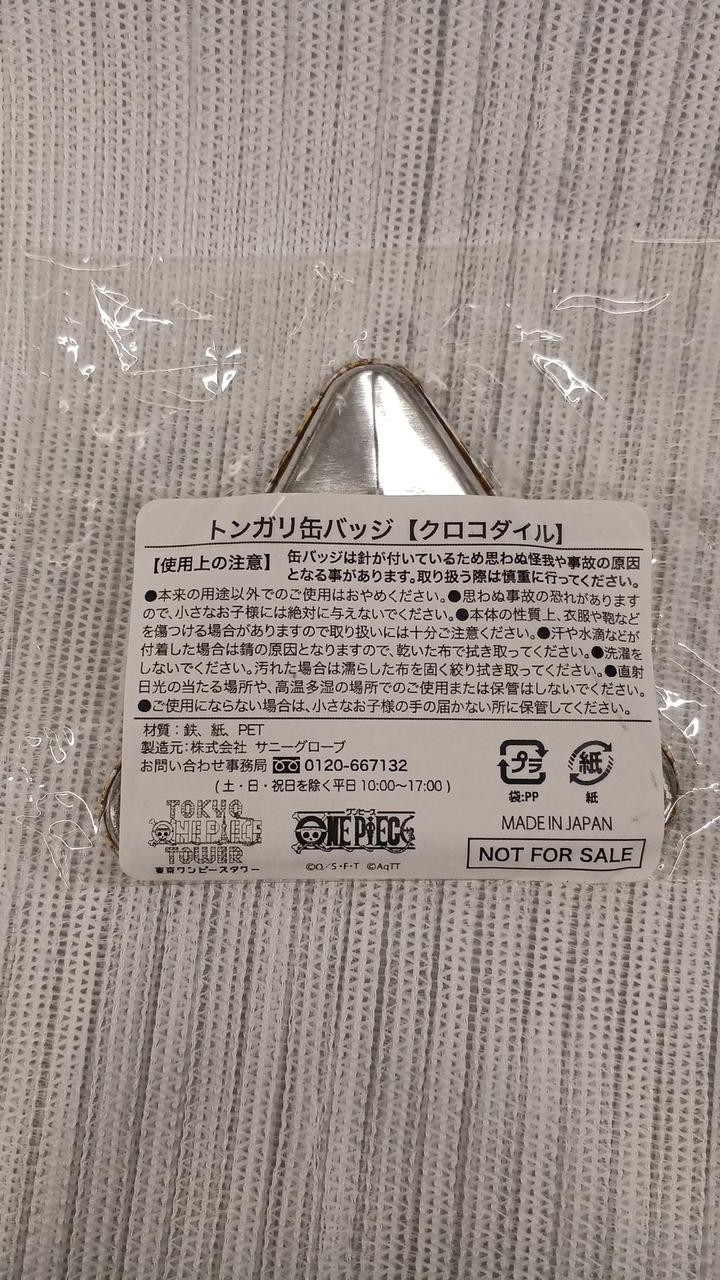 トンガリ缶バッジ【クロコダイル】
【使用上の注意】
缶バッジは針が付いているため思わぬ怪我や事故の原因
となる事があります。取り扱う際は慎重に行ってください。
●本来の用途以外でのご使用はおやめください。●思わぬ事故の恐れがあります
ので、小さなお子様には絶対に与えないでください。●本体の性質上、衣服や鞄など
を傷つける場合がありますので取り扱いには十分ご注意ください。●汗や水滴などが
付着した場合は錆の原因となりますので、乾いた布で拭き取ってください。●洗濯を
しないでください。汚れた場合は濡らした布を固く絞り拭き取ってください。●直射
日光の当たる場所や、高温多湿の場所でのご使用または保管はしないでください。
●ご使用にならない場合は、小さなお子様の手の届かない所に保管してください。
材質：鉄、紙、PET
製造元：株式会社 サニーグローブ
お問い合わせ事務局 0120-667132
(土・日・祝日を除く平日 10:00〜17:00)
プラ
袋:PP
紙
紙
MADE IN JAPAN
NOT FOR SALE
TOKYO
ONE PIECE
TOWER
東京ワンピースタワー
ワンピース
ONE PIECE
©O／S・F・T ©AqTT